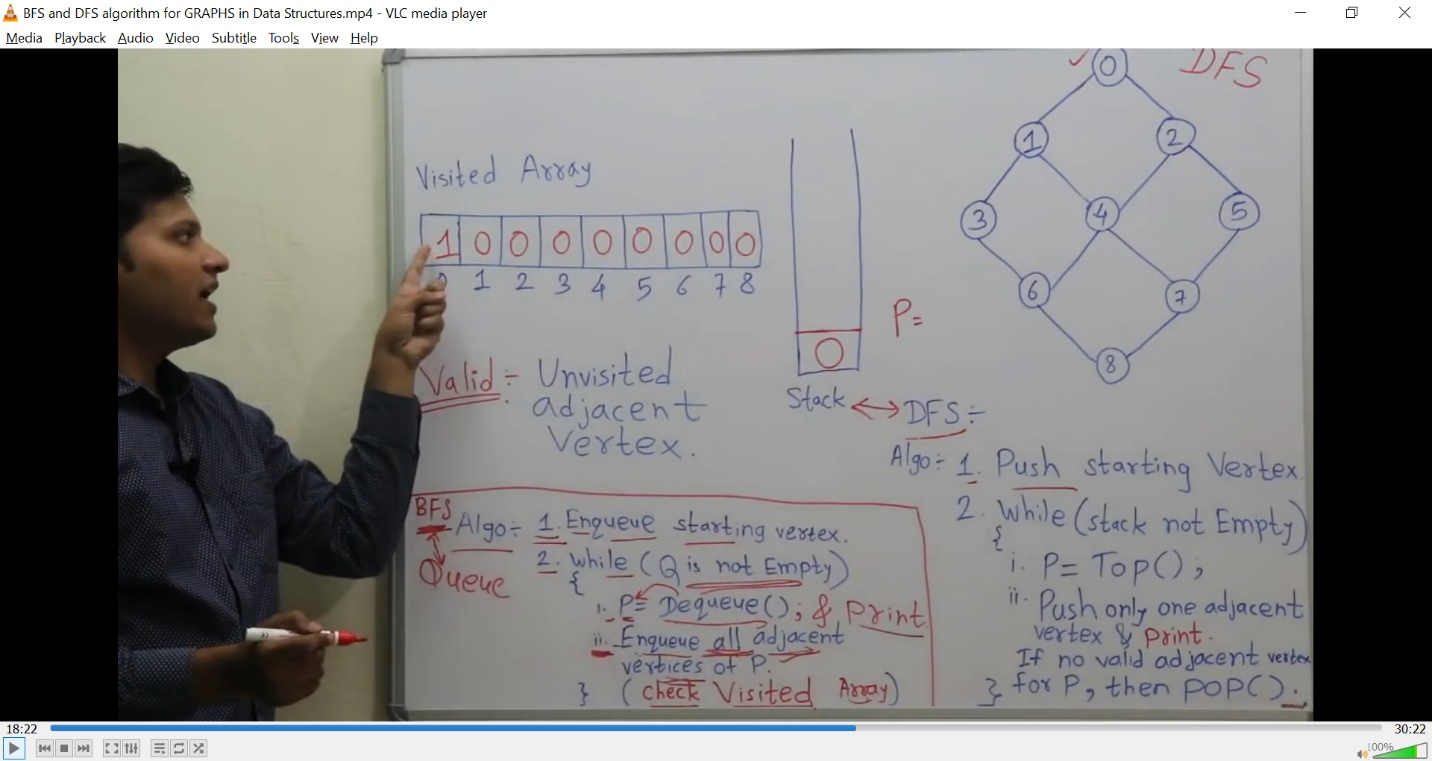 BFS and DFS algorithm for GRAPHS in Data Structures.mp4 - VLC media player
Media Playback Audio Video Subtitle Tools View Help
DFS
0
1
2
3
4
5
6
7
8
Visited Array
1 0 0 0 0 0 0 0 0
0 1 2 3 4 5 6 7 8
P=
0
Stack
Valid :- Unvisited
adjacent
Vertex.
BFS
Algo:- 1. Enqueue starting vertex.
Queue
2. While (Q is not Empty)
{
i. P= Dequeue(); & Print.
ii. Enqueue all adjacent
vertices of P.
} (check Visited Array)
DFS:-
Algo:- 1. Push starting Vertex.
2. While (stack not Empty)
{
i. P= TOP();
ii. Push only one adjacent
vertex & print.
If no valid adjacent vertex
} for P, then POP().
18:22
30:22
100%